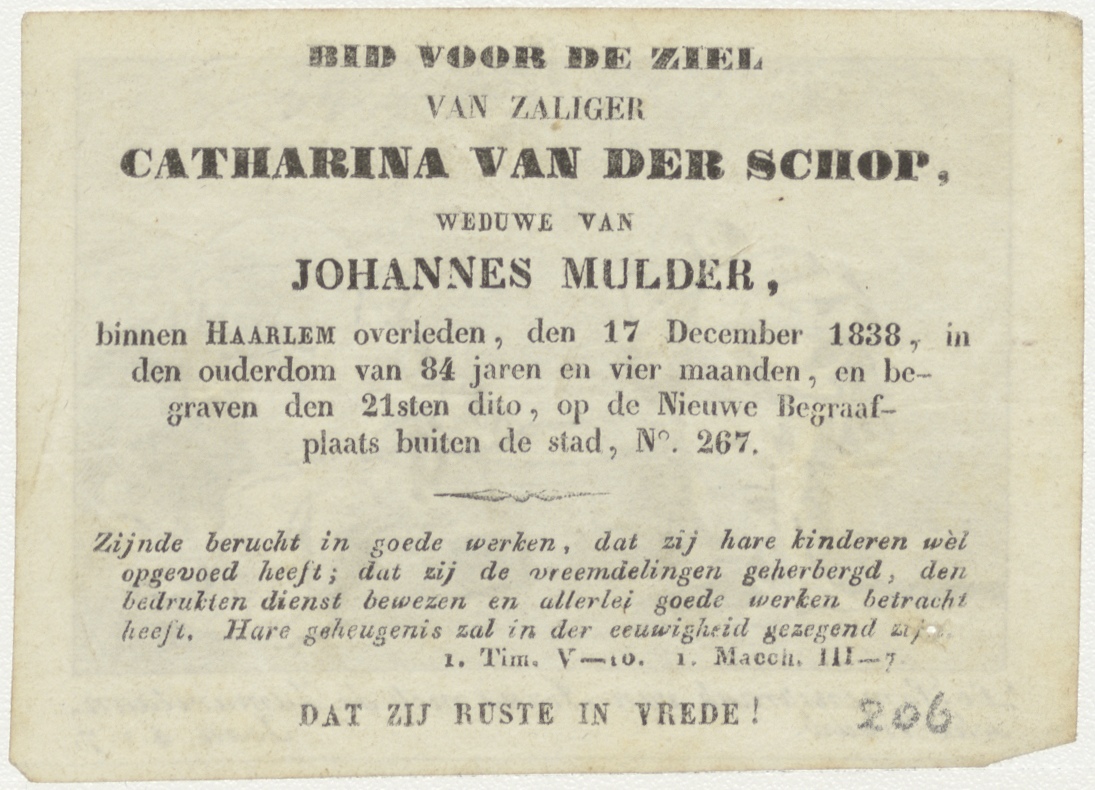 BID VOOR DE ZIEL
VAN ZALIGER
CATHARINA VAN DER SCHOP,
WEDUWE VAN
JOHANNES MULDER,
binnen HAARLEM overleden, den 17 December 1838, in
den ouderdom van 84 jaren en vier maanden, en be-
graven den 21sten dito, op de Nieuwe Begraaf-
plaats buiten de stad, Nº. 267.
Zijnde berucht in goede werken, dat zij hare kinderen wèl
opgevoed heeft; dat zij de vreemdelingen geherbergd, den
bedrukten dienst bewezen en allerlei goede werken betracht
heeft. Hare geheugenis zal in der eeuwigheid gezegend zijn.
1. Tim. V—10. 1. Macch. III—7.
DAT ZIJ RUSTE IN VREDE!
206